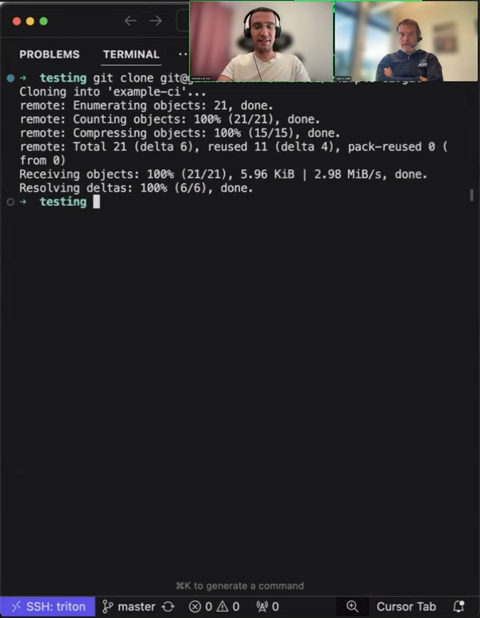 PROBLEMS TERMINAL ··
→ testing git clone git@
Cloning into 'example-ci'...
remote: Enumerating objects: 21, done.
remote: Counting objects: 100% (21/21), done.
remote: Compressing objects: 100% (15/15), done.
remote: Total 21 (delta 6), reused 11 (delta 4), pack-reused 0 (
from 0)
Receiving objects: 100% (21/21), 5.96 KiB | 2.98 MiB/s, done.
Resolving deltas: 100% (6/6), done.
→ testing
⌘K to generate a command
SSH: triton master 0 0 0 Cursor Tab